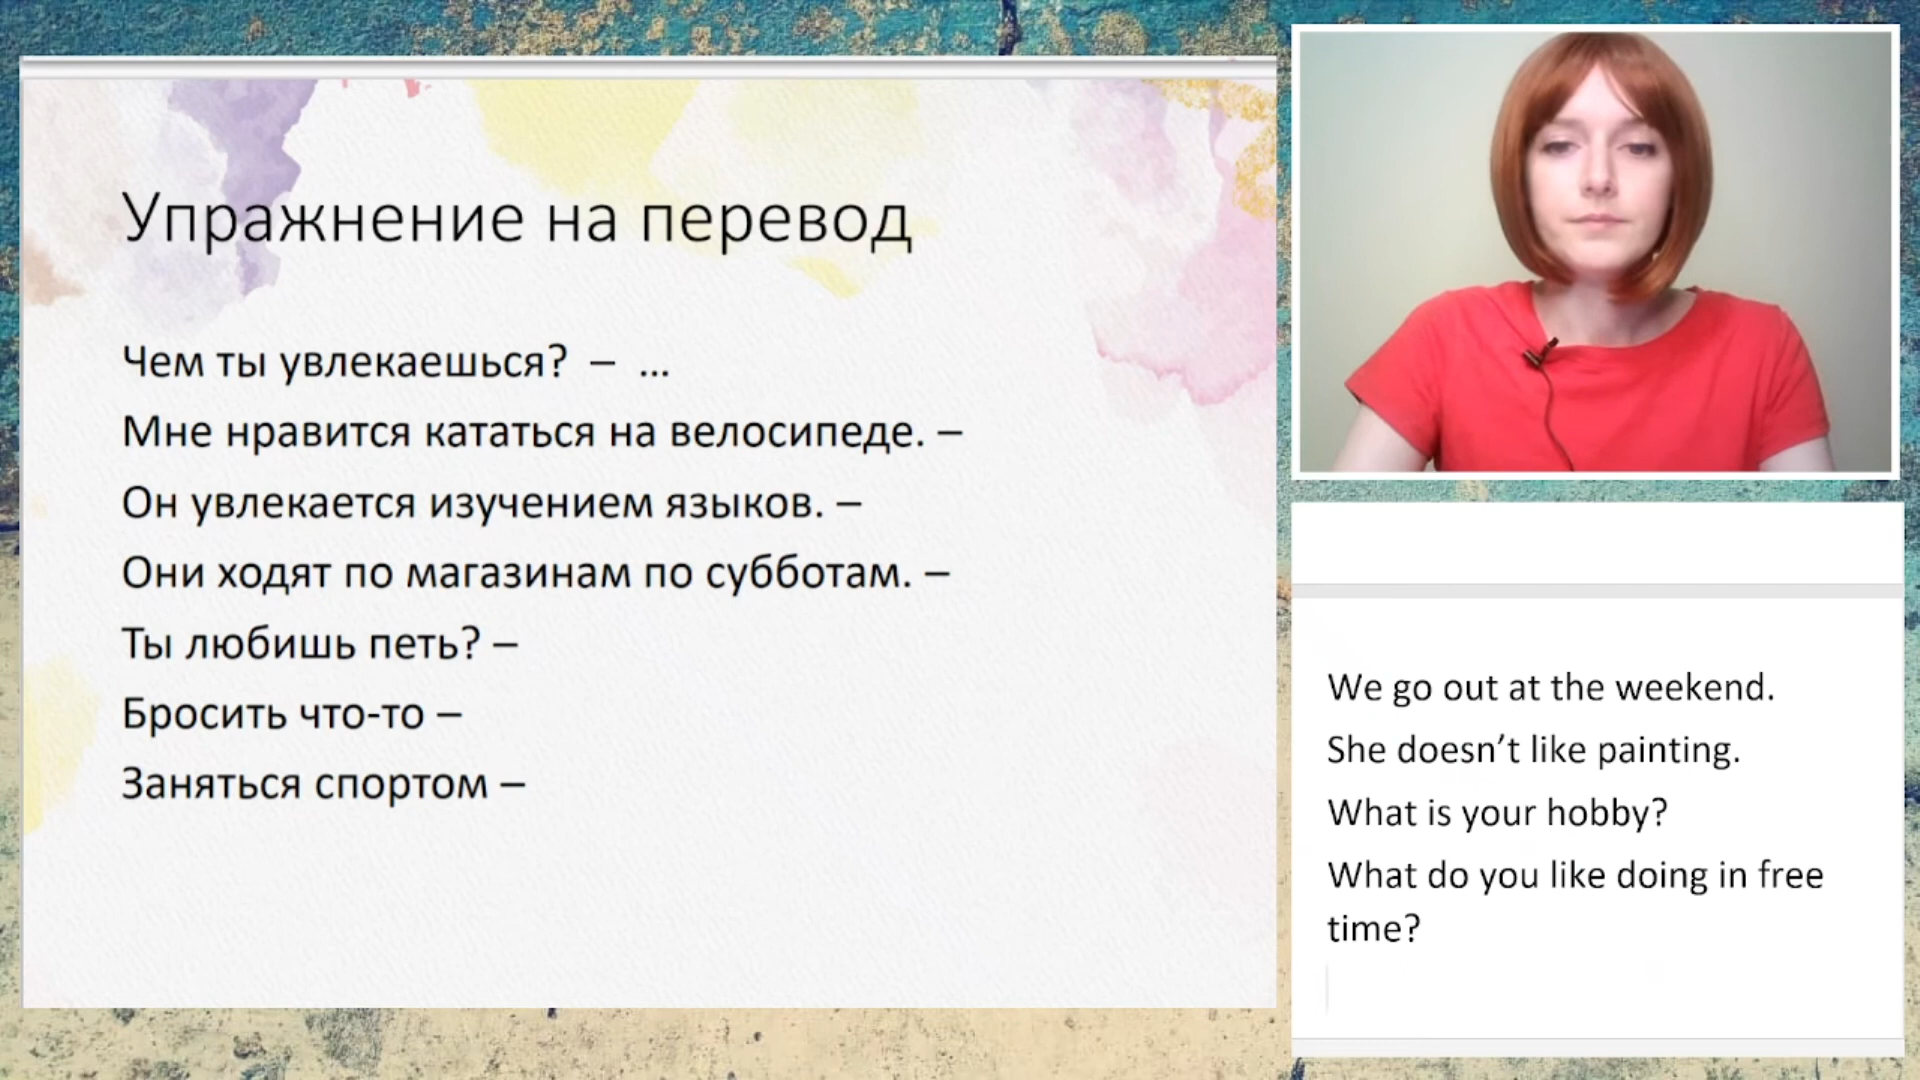 Упражнение на перевод
Чем ты увлекаешься? – ...
Мне нравится кататься на велосипеде. –
Он увлекается изучением языков. –
Они ходят по магазинам по субботам. –
Ты любишь петь? –
Бросить что-то –
Заняться спортом –
We go out at the weekend.
She doesn’t like painting.
What is your hobby?
What do you like doing in free
time?